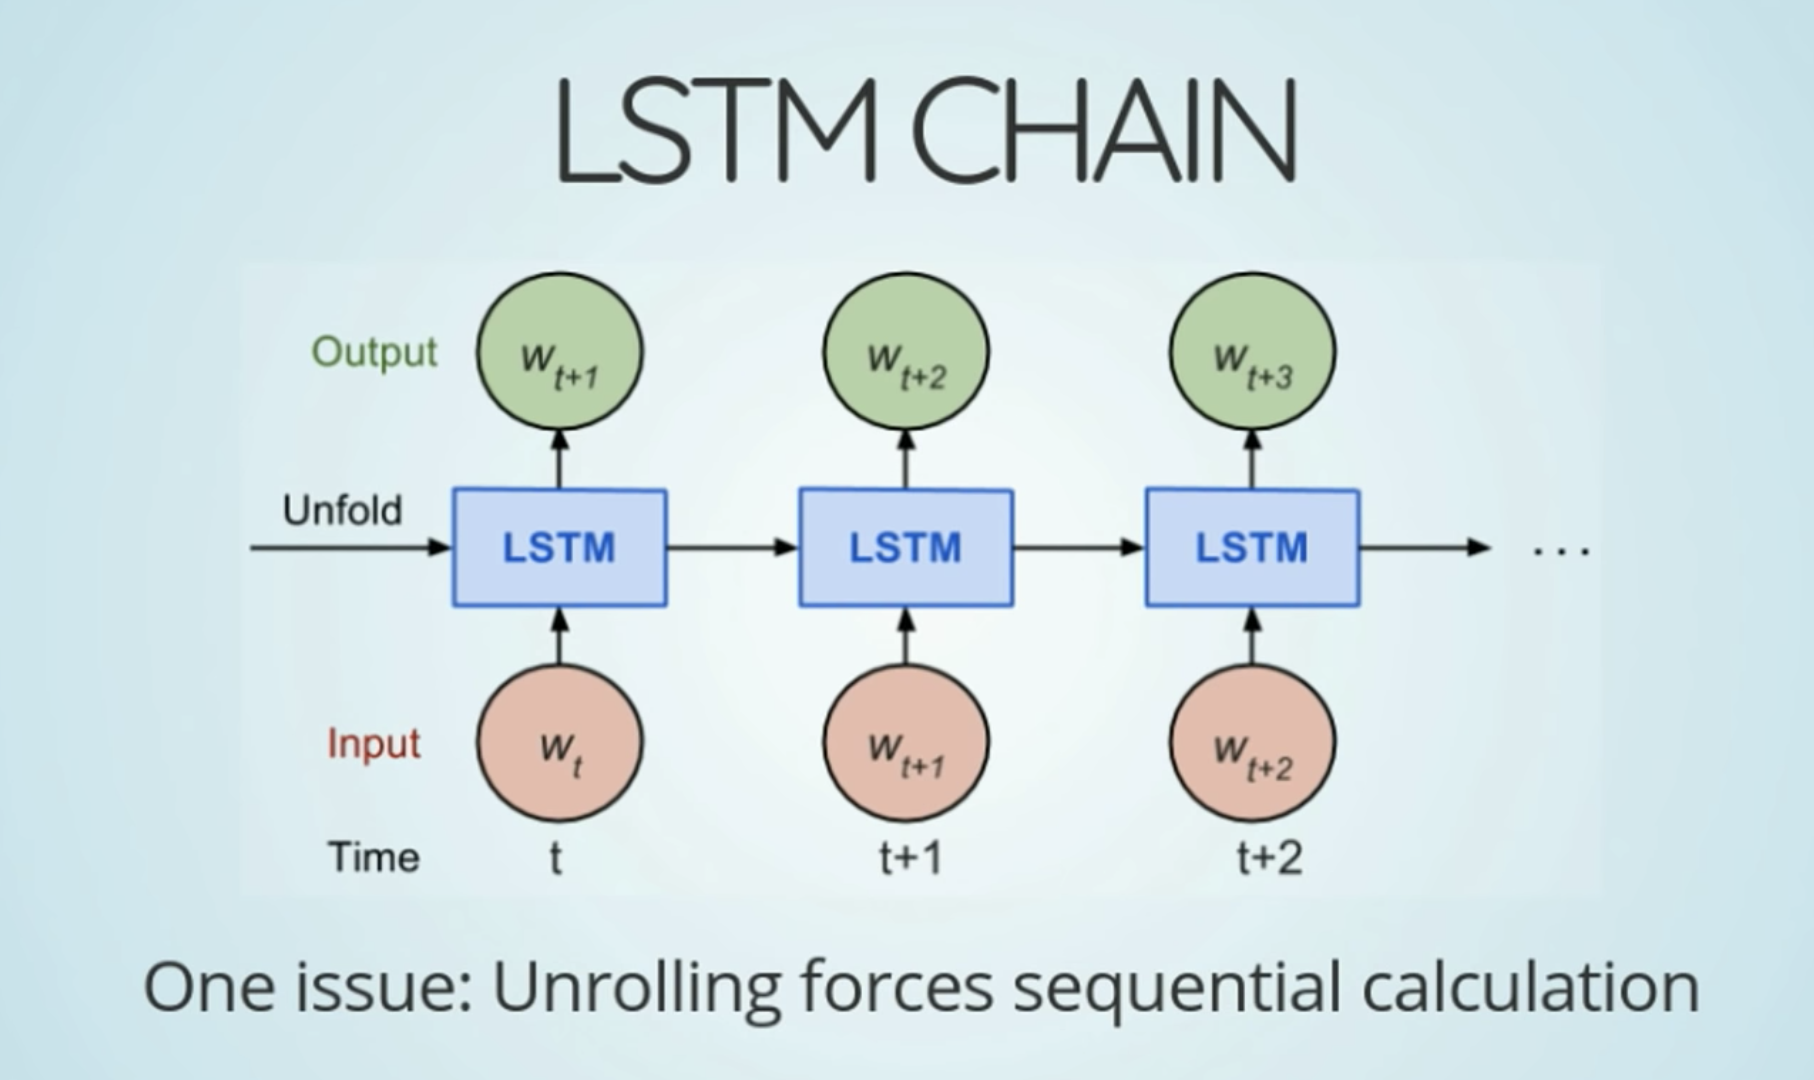 LSTM CHAIN
Output w_{t+1} w_{t+2} w_{t+3}
Unfold
LSTM LSTM LSTM ...
Input w_t w_{t+1} w_{t+2}
Time t t+1 t+2
One issue: Unrolling forces sequential calculation